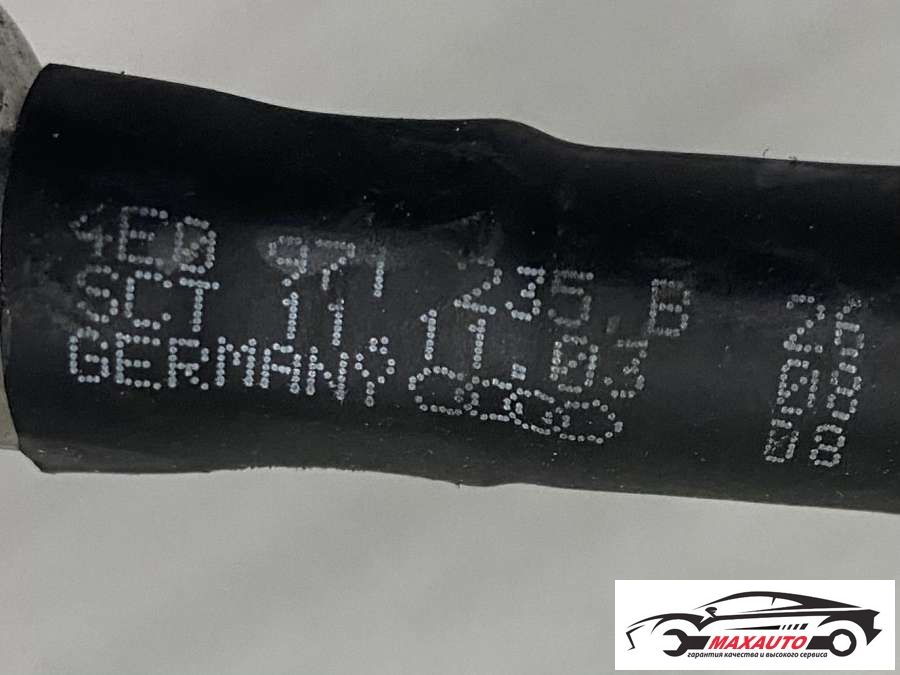 4E0 971 235.B
SCT 11 11.03
GERMANY
MAXAUTO
гарантия качества и высокого сервиса